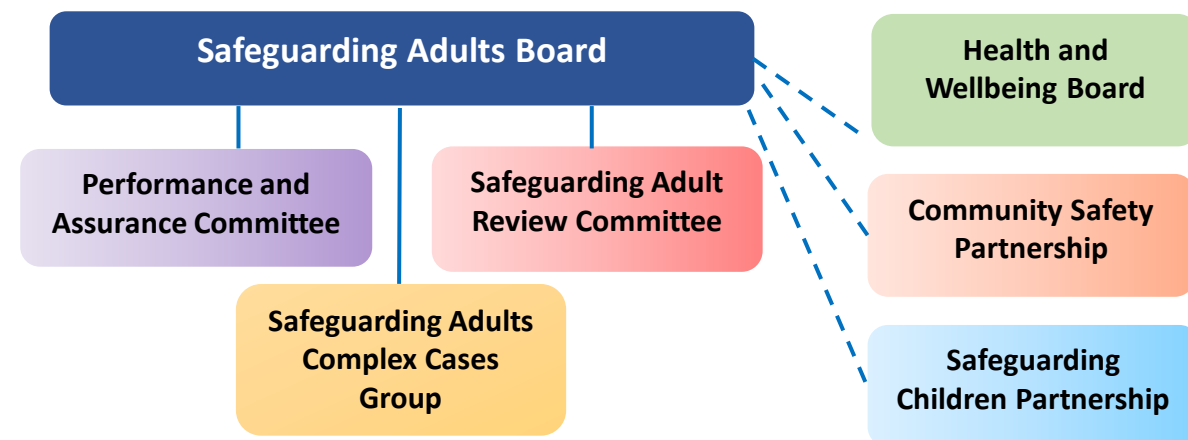 Safeguarding Adults Board
Health and
Wellbeing Board
Performance and
Assurance Committee
Safeguarding Adult
Review Committee
Community Safety
Partnership
Safeguarding Adults
Complex Cases
Group
Safeguarding
Children Partnership